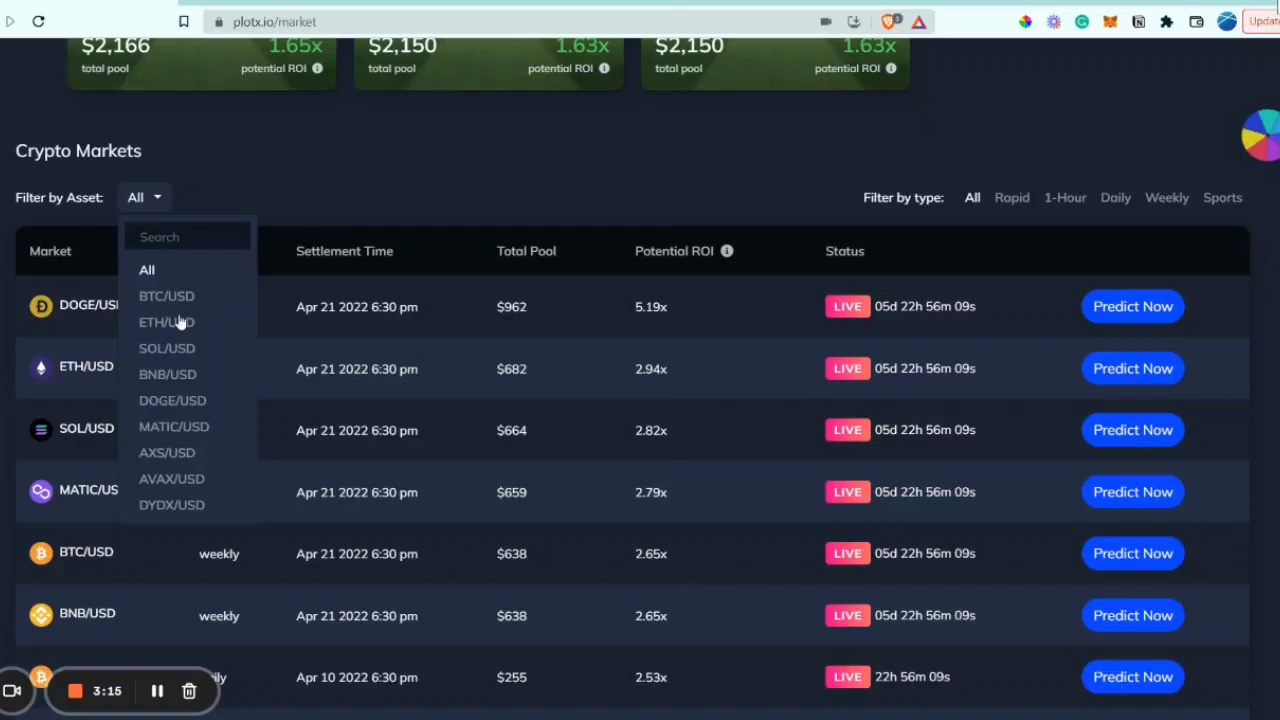 plotx.io/market
Update
$2,166 1.65x
total pool potential ROI
$2,150 1.63x
total pool potential ROI
$2,150 1.63x
total pool potential ROI
Crypto Markets
Filter by Asset: All
Filter by type: All Rapid 1-Hour Daily Weekly Sports
Search
All
BTC/USD
ETH/USD
SOL/USD
BNB/USD
DOGE/USD
MATIC/USD
AXS/USD
AVAX/USD
DYDX/USD
Market Settlement Time Total Pool Potential ROI Status
DOGE/USD Apr 21 2022 6:30 pm $962 5.19x LIVE 05d 22h 56m 09s Predict Now
ETH/USD Apr 21 2022 6:30 pm $682 2.94x LIVE 05d 22h 56m 09s Predict Now
SOL/USD Apr 21 2022 6:30 pm $664 2.82x LIVE 05d 22h 56m 09s Predict Now
MATIC/US Apr 21 2022 6:30 pm $659 2.79x LIVE 05d 22h 56m 09s Predict Now
BTC/USD weekly Apr 21 2022 6:30 pm $638 2.65x LIVE 05d 22h 56m 09s Predict Now
BNB/USD weekly Apr 21 2022 6:30 pm $638 2.65x LIVE 05d 22h 56m 09s Predict Now
ily Apr 10 2022 6:30 pm $255 2.53x LIVE 22h 56m 09s Predict Now
3:15